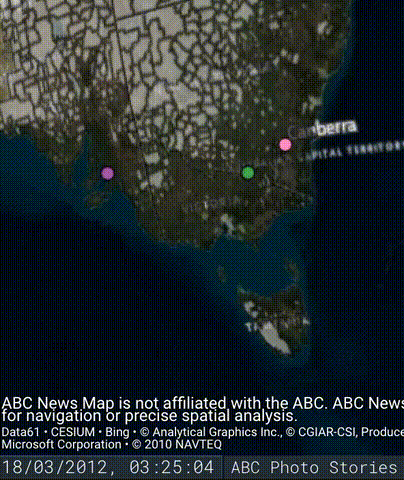 Canberra
APITAL TERRITORY
ABC News Map is not affiliated with the ABC. ABC News
for navigation or precise spatial analysis.
Data61 • CESIUM • Bing • © Analytical Graphics Inc., © CGIAR-CSI, Produce
Microsoft Corporation • © 2010 NAVTEQ
18/03/2012, 03:25:04 ABC Photo Stories